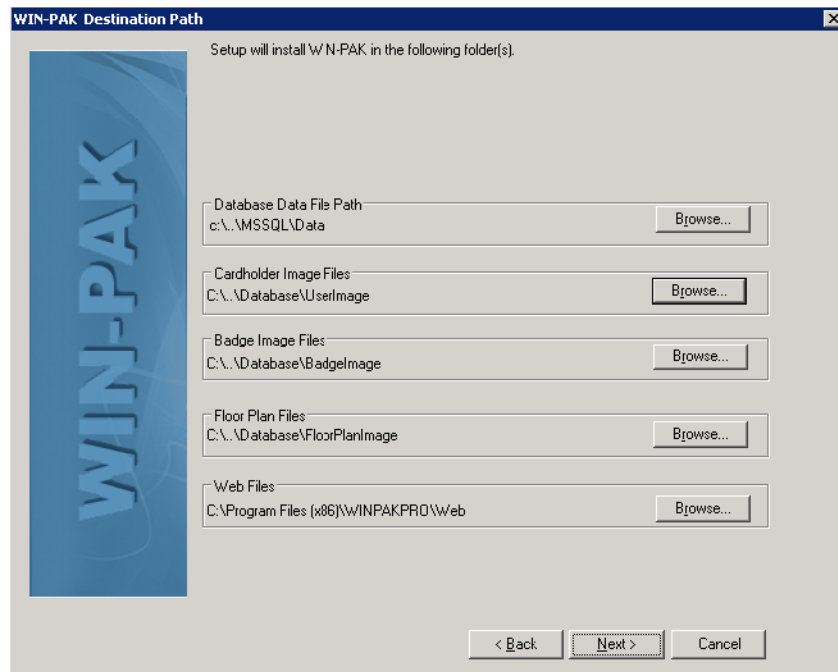 WIN-PAK Destination Path
Setup will install WIN-PAK in the following folder(s).
WIN-PAK
Database Data File Path
c:\..\MSSQL\Data
Browse...
Cardholder Image Files
C:\..\Database\UserImage
Browse...
Badge Image Files
C:\..\Database\BadgeImage
Browse...
Floor Plan Files
C:\..\Database\FloorPlanImage
Browse...
Web Files
C:\Program Files (x86)\WINPAKPRO\Web
Browse...
< Back Next > Cancel